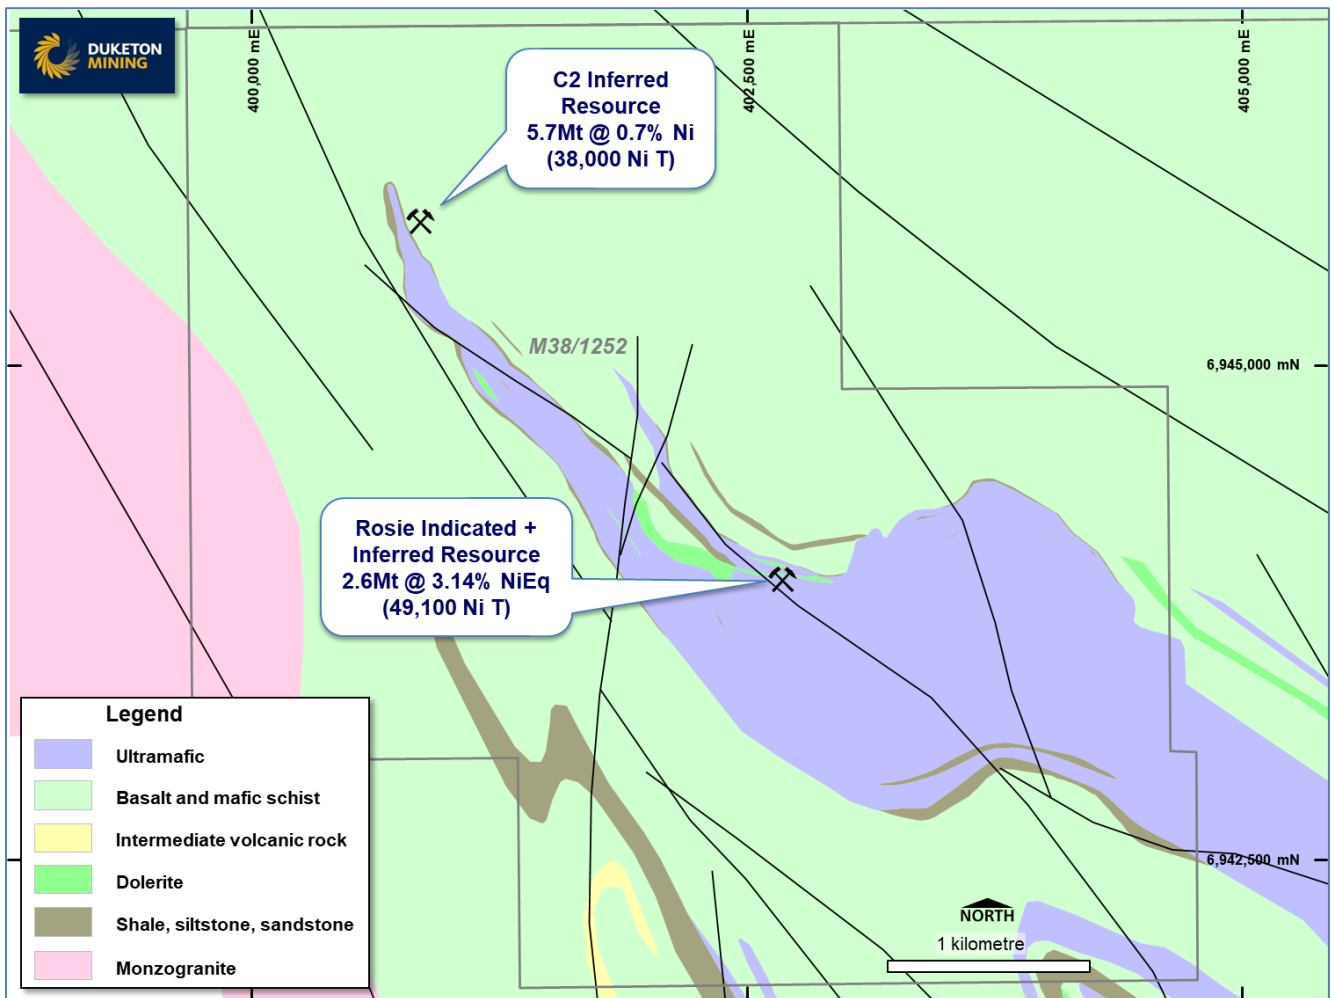 DUKETON
MINING
400,000 mE
402,500 mE
405,000 mE
C2 Inferred
Resource
5.7Mt @ 0.7% Ni
(38,000 Ni T)
M38/1252
6,945,000 mN
Rosie Indicated +
Inferred Resource
2.6Mt @ 3.14% NiEq
(49,100 Ni T)
Legend
Ultramafic
Basalt and mafic schist
Intermediate volcanic rock
Dolerite
Shale, siltstone, sandstone
Monzogranite
6,942,500 mN
NORTH
1 kilometre